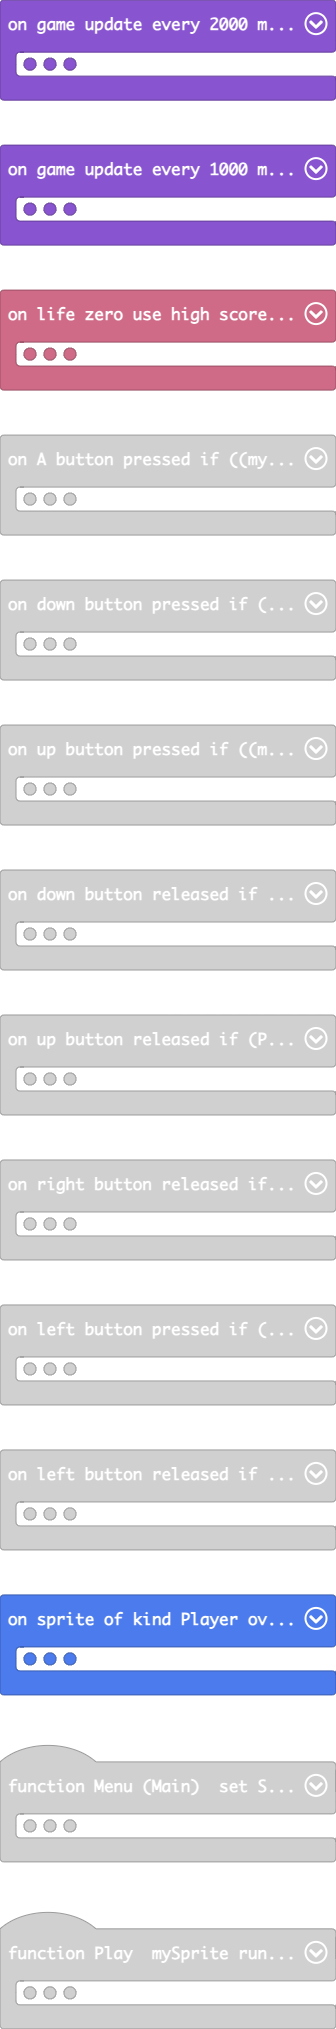 on game update every 2000 m...
on game update every 1000 m...
on life zero use high score...
on A button pressed if ((my...
on down button pressed if (...
on up button pressed if ((m...
on down button released if ...
on up button released if (P...
on right button released if...
on left button pressed if (...
on left button released if ...
on sprite of kind Player ov...
function Menu (Main)  set S...
function Play  mySprite run...